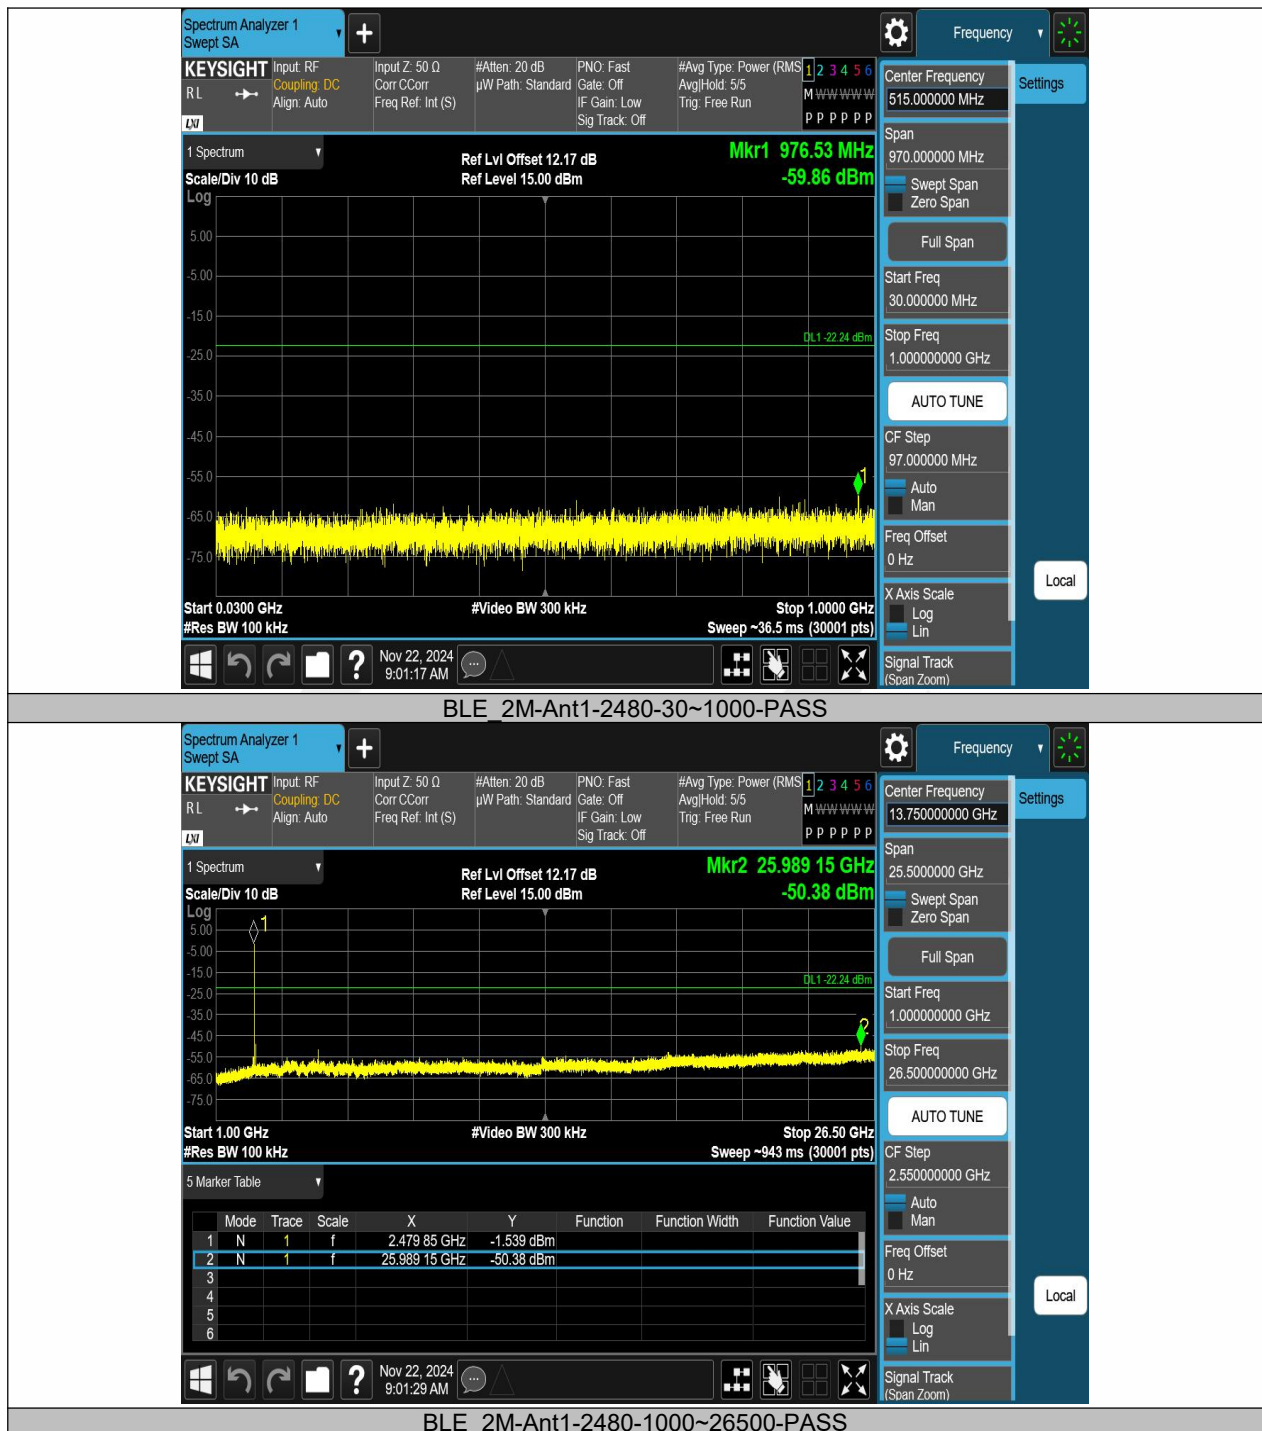 Spectrum Analyzer 1
Swept SA
+
Frequency
KEYSIGHT
RL
LXI
Input: RF
Coupling: DC
Align: Auto
Input Z: 50 Ω
Corr CCorr
Freq Ref: Int (S)
#Atten: 20 dB
µW Path: Standard
PNO: Fast
Gate: Off
IF Gain: Low
Sig Track: Off
#Avg Type: Power (RMS
Avg|Hold: 5/5
Trig: Free Run
1 2 3 4 5 6
M W W W W W
P P P P P P
1 Spectrum
Scale/Div 10 dB
Ref Lvl Offset 12.17 dB
Ref Level 15.00 dBm
Mkr1 976.53 MHz
-59.86 dBm
Log
5.00
-5.00
-15.0
DL1 -22.24 dBm
-25.0
-35.0
-45.0
-55.0
1
-65.0
-75.0
Start 0.0300 GHz
#Video BW 300 kHz
Stop 1.0000 GHz
#Res BW 100 kHz
Sweep ~36.5 ms (30001 pts)
?
Nov 22, 2024
9:01:17 AM
Center Frequency
515.000000 MHz
Settings
Span
970.000000 MHz
Swept Span
Zero Span
Full Span
Start Freq
30.000000 MHz
Stop Freq
1.000000000 GHz
AUTO TUNE
CF Step
97.000000 MHz
Auto
Man
Freq Offset
0 Hz
X Axis Scale
Log
Lin
Local
Signal Track
(Span Zoom)
BLE_2M-Ant1-2480-30~1000-PASS
Spectrum Analyzer 1
Swept SA
+
Frequency
KEYSIGHT
RL
LXI
Input: RF
Coupling: DC
Align: Auto
Input Z: 50 Ω
Corr CCorr
Freq Ref: Int (S)
#Atten: 20 dB
µW Path: Standard
PNO: Fast
Gate: Off
IF Gain: Low
Sig Track: Off
#Avg Type: Power (RMS
Avg|Hold: 5/5
Trig: Free Run
1 2 3 4 5 6
M W W W W W
P P P P P P
1 Spectrum
Scale/Div 10 dB
Ref Lvl Offset 12.17 dB
Ref Level 15.00 dBm
Mkr2 25.989 15 GHz
-50.38 dBm
Log
1
5.00
-5.00
-15.0
DL1 -22.24 dBm
-25.0
-35.0
2
-45.0
-55.0
-65.0
-75.0
Start 1.00 GHz
#Video BW 300 kHz
Stop 26.50 GHz
#Res BW 100 kHz
Sweep ~943 ms (30001 pts)
5 Marker Table
Mode Trace Scale X Y Function Function Width Function Value
1 N 1 f 2.479 85 GHz -1.539 dBm
2 N 1 f 25.989 15 GHz -50.38 dBm
3
4
5
6
?
Nov 22, 2024
9:01:29 AM
Center Frequency
13.750000000 GHz
Settings
Span
25.5000000 GHz
Swept Span
Zero Span
Full Span
Start Freq
1.000000000 GHz
Stop Freq
26.500000000 GHz
AUTO TUNE
CF Step
2.550000000 GHz
Auto
Man
Freq Offset
0 Hz
X Axis Scale
Log
Lin
Local
Signal Track
(Span Zoom)
BLE_2M-Ant1-2480-1000~26500-PASS